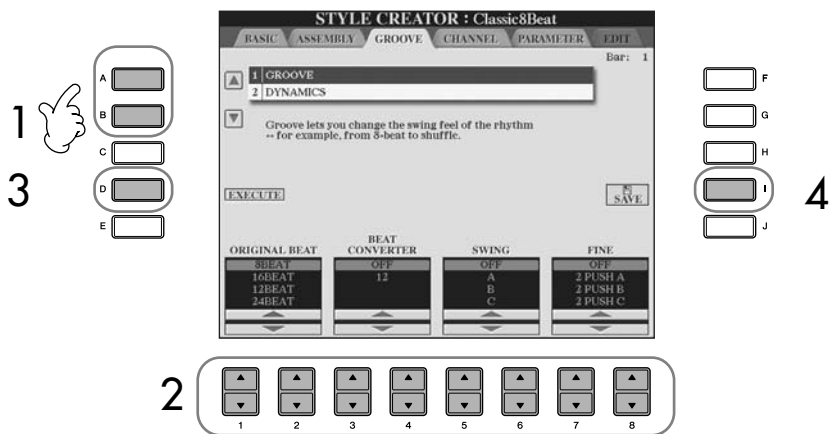 STYLE CREATOR : Classic8Beat
BASIC ASSEMBLY GROOVE CHANNEL PARAMETER EDIT
Bar: 1
1 GROOVE
2 DYNAMICS
Groove lets you change the swing feel of the rhythm
-- for example, from 8-beat to shuffle.
EXECUTE
SAVE
ORIGINAL BEAT
8BEAT
16BEAT
12BEAT
24BEAT
BEAT
CONVERTER
OFF
12
SWING
OFF
A
B
C
FINE
OFF
2 PUSH A
2 PUSH B
2 PUSH C
1
A
B
C
3
D
E
F
G
H
I
4
J
2
1 2 3 4 5 6 7 8